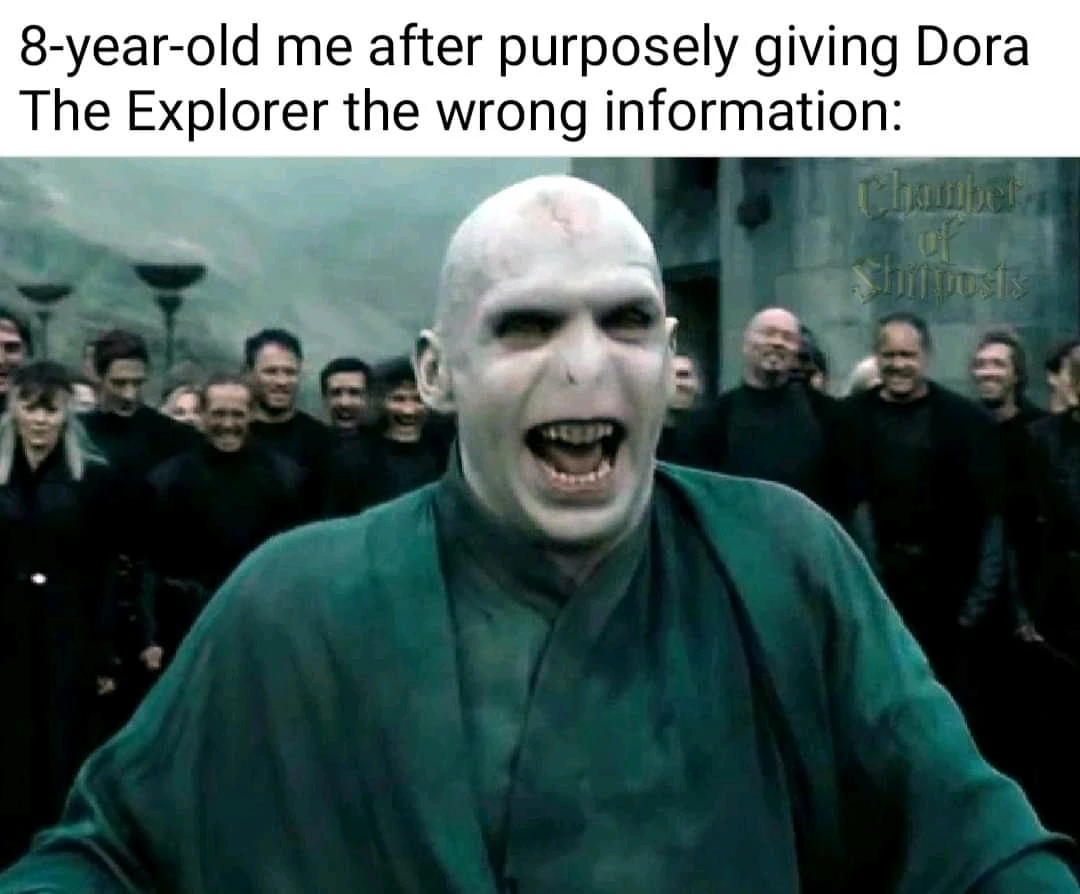 8-year-old me after purposely giving Dora
The Explorer the wrong information:
Chamber
of
Shitposts